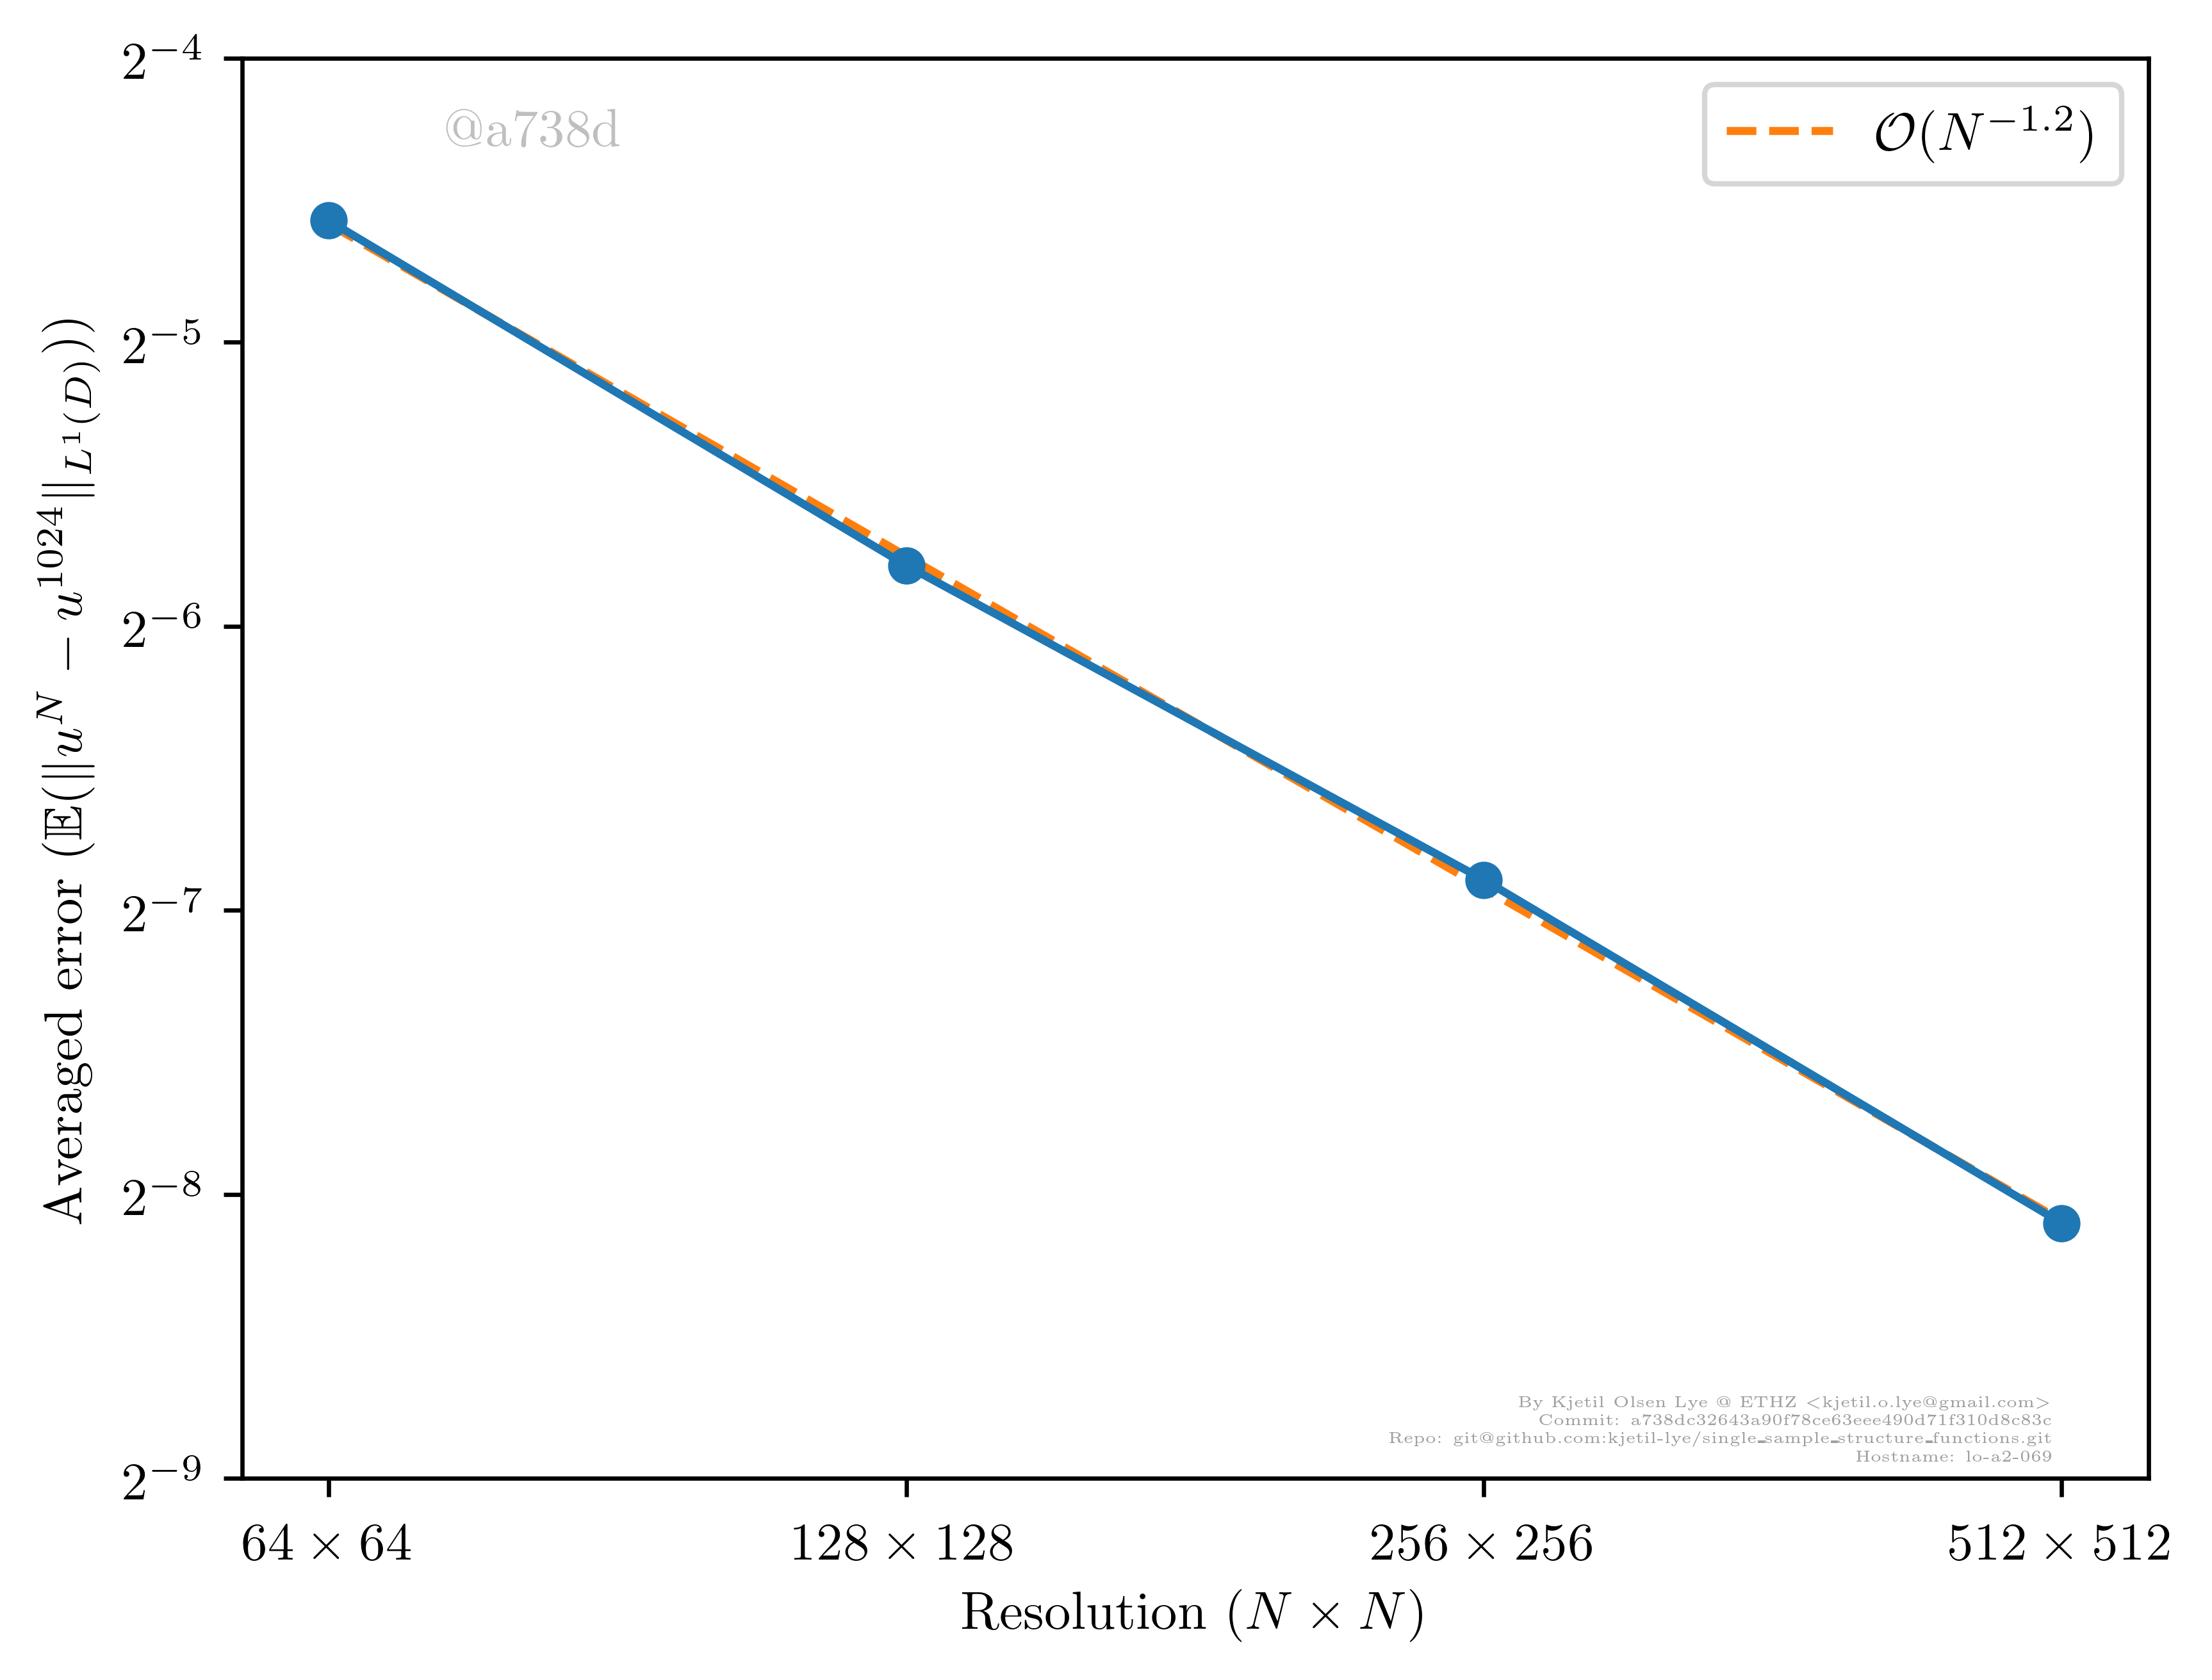 @a738d
𝒪(N⁻¹·²)
Averaged error (𝔼(‖u^N − u^1024‖_L¹(D)))
2⁻⁴
2⁻⁵
2⁻⁶
2⁻⁷
2⁻⁸
2⁻⁹
By Kjetil Olsen Lye @ ETHZ <kjetil.o.lye@gmail.com>
Commit: a738dc32643a90f78ce63eee490d71f310d8c83c
Repo: git@github.com:kjetil-lye/single_sample_structure_functions.git
Hostname: lo-a2-069
64 × 64
128 × 128
256 × 256
512 × 512
Resolution (N × N)